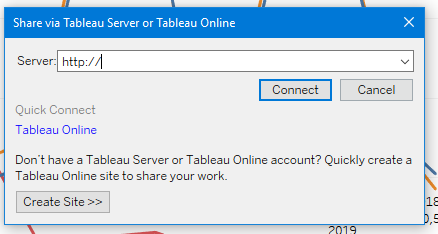 Share via Tableau Server or Tableau Online
Server: http://
Connect Cancel
Quick Connect
Tableau Online
Don't have a Tableau Server or Tableau Online account? Quickly create a
Tableau Online site to share your work.
Create Site >>
18
0,5
2019